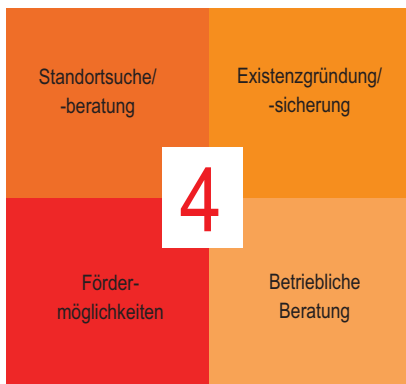 Standortsuche/
-beratung
Existenzgründung/
-sicherung
4
Förder-
möglichkeiten
Betriebliche
Beratung